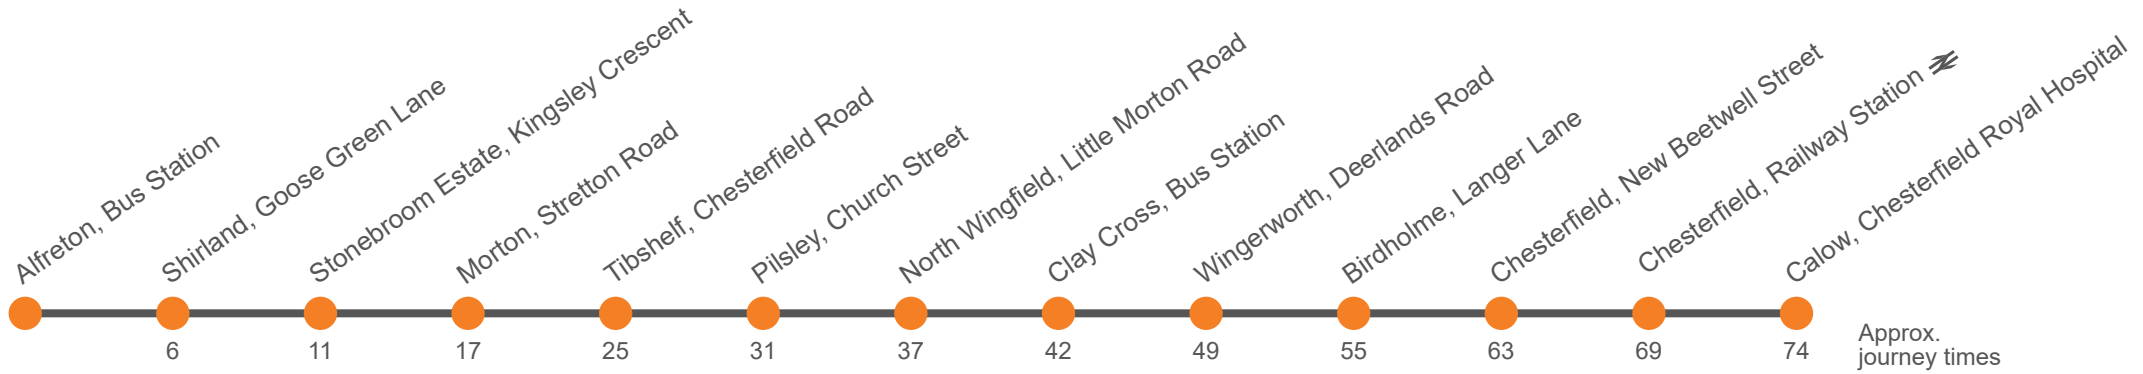 Alfreton, Bus Station
Shirland, Goose Green Lane
Stonebroom Estate, Kingsley Crescent
Morton, Stretton Road
Tibshelf, Chesterfield Road
Pilsley, Church Street
North Wingfield, Little Morton Road
Clay Cross, Bus Station
Wingerworth, Deerlands Road
Birdholme, Langer Lane
Chesterfield, New Beetwell Street
Chesterfield, Railway Station
Calow, Chesterfield Royal Hospital
6 11 17 25 31 37 42 49 55 63 69 74
Approx.
journey times